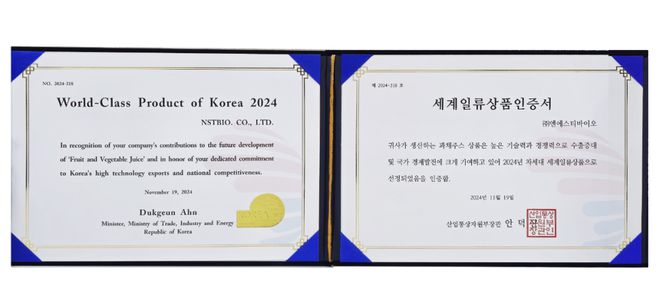 NO. 2024-218
World-Class Product of Korea 2024
NSTBIO. CO., LTD.
In recognition of your company's contributions to the future development
of 'Fruit and Vegetable Juice' and in honor of your dedicated commitment
to Korea's high technology exports and national competitiveness.
November 19, 2024
Dukgeun Ahn
Minister, Ministry of Trade, Industry and Energy
Republic of Korea
제 2024-218 호
세계일류상품인증서
㈜엔에스티바이오
귀사가 생산하는 과채주스 상품은 높은 기술력과 경쟁력으로 수출증대
및 국가 경제발전에 크게 기여하고 있어 2024년 차세대 세계일류상품으로
선정되었음을 인증함.
2024년 11월 19일
산업통상자원부장관 안 덕